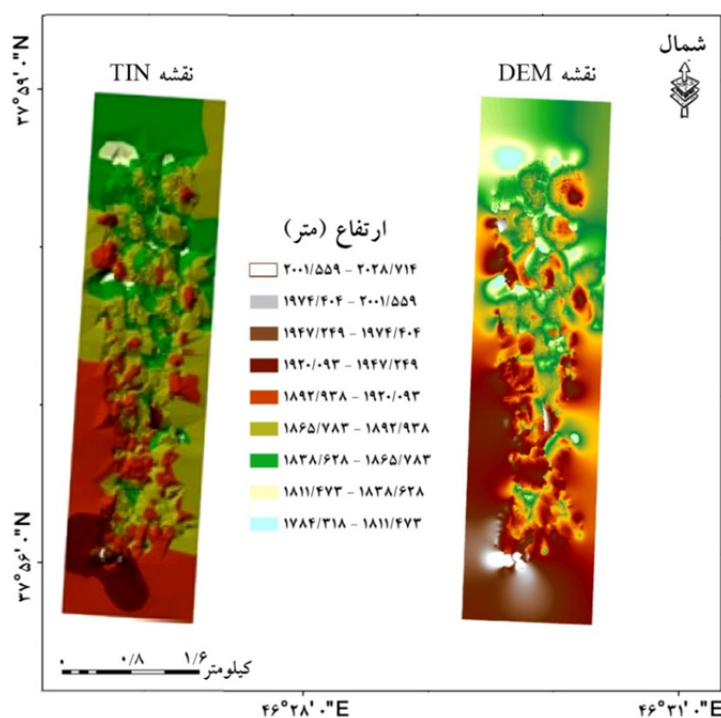 شمال
نقشه DEM
نقشه TIN
۳۷°۵۹'۰"N
ارتفاع (متر)
۲۰۰۱/۵۵۹ - ۲۰۲۸/۷۱۴
۱۹۷۴/۴۰۴ - ۲۰۰۱/۵۵۹
۱۹۴۷/۲۴۹ - ۱۹۷۴/۴۰۴
۱۹۲۰/۰۹۳ - ۱۹۴۷/۲۴۹
۱۸۹۲/۹۳۸ - ۱۹۲۰/۰۹۳
۱۸۶۵/۷۸۳ - ۱۸۹۲/۹۳۸
۱۸۳۸/۶۲۸ - ۱۸۶۵/۷۸۳
۱۸۱۱/۴۷۳ - ۱۸۳۸/۶۲۸
۱۷۸۴/۳۱۸ - ۱۸۱۱/۴۷۳
۳۷°۵۶'۰"N
۰ ۰/۸ ۱/۶
کیلومتر
۴۶°۲۸'۰"E
۴۶°۳۱'۰"E